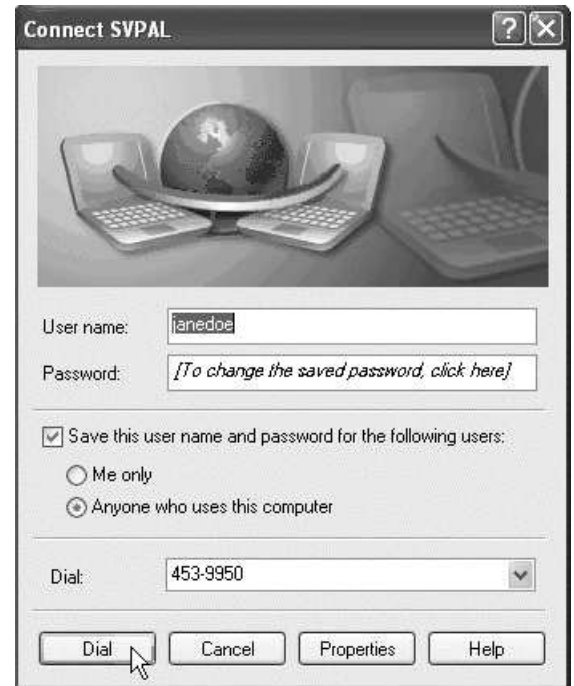 Connect SVPAL
User name: janedoe
Password: [To change the saved password, click here]
Save this user name and password for the following users:
Me only
Anyone who uses this computer
Dial: 453-9950
Dial Cancel Properties Help